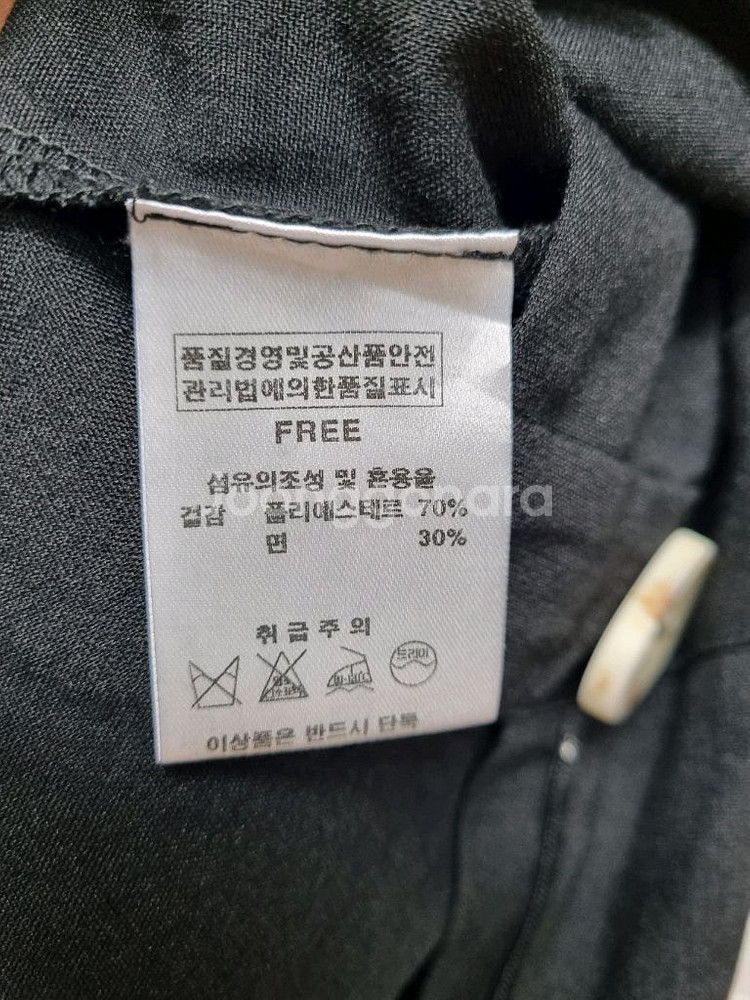 품질경영및공산품안전
관리법에의한품질표시
FREE
섬유의조성 및 혼용율
겉감 폴리에스테르 70%
면 30%
취급주의
드라이
이상품은 반드시 단독